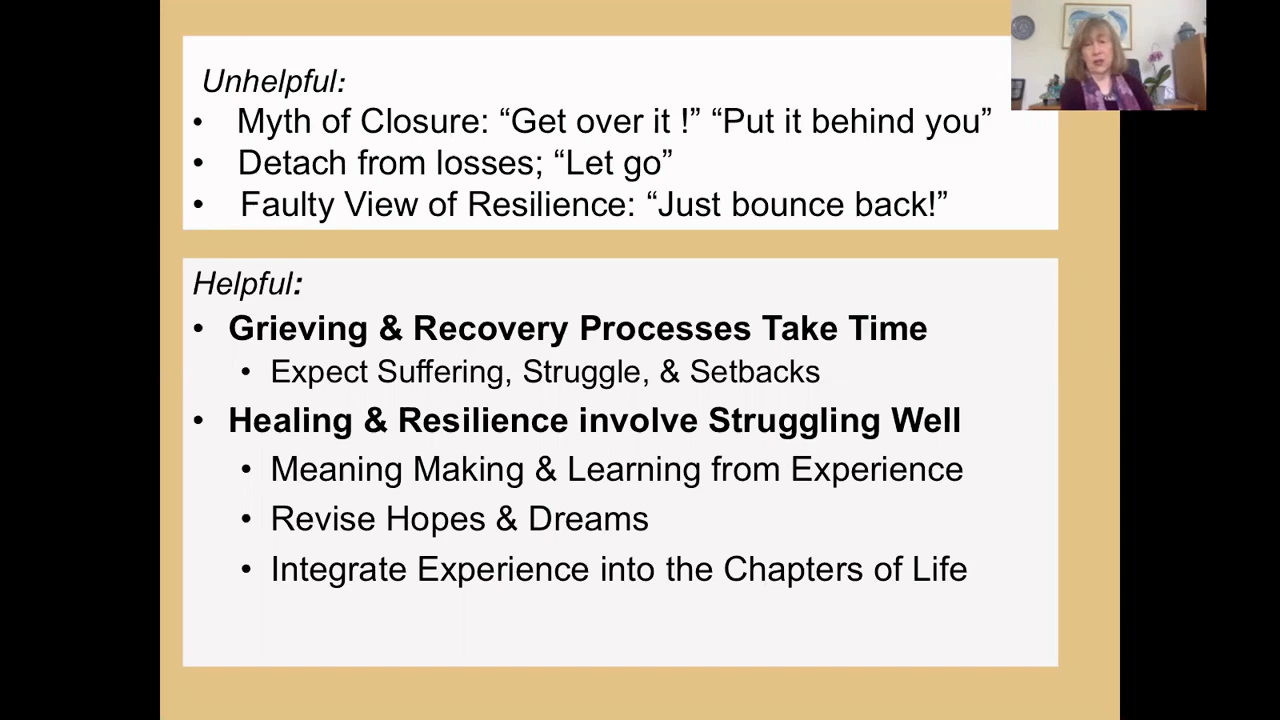 Unhelpful:
• Myth of Closure: “Get over it !” “Put it behind you”
• Detach from losses; “Let go”
• Faulty View of Resilience: “Just bounce back!”
Helpful:
• Grieving & Recovery Processes Take Time
• Expect Suffering, Struggle, & Setbacks
• Healing & Resilience involve Struggling Well
• Meaning Making & Learning from Experience
• Revise Hopes & Dreams
• Integrate Experience into the Chapters of Life